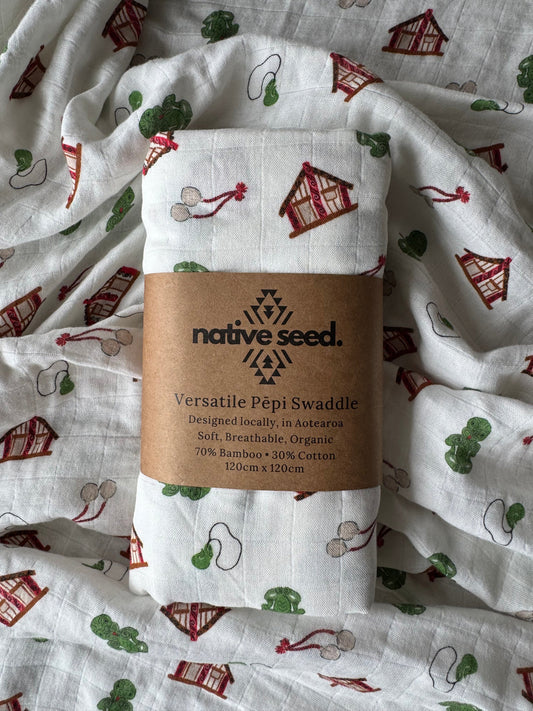 native seed.
Versatile Pēpi Swaddle
Designed locally, in Aotearoa
Soft, Breathable, Organic
70% Bamboo • 30% Cotton
120cm x 120cm